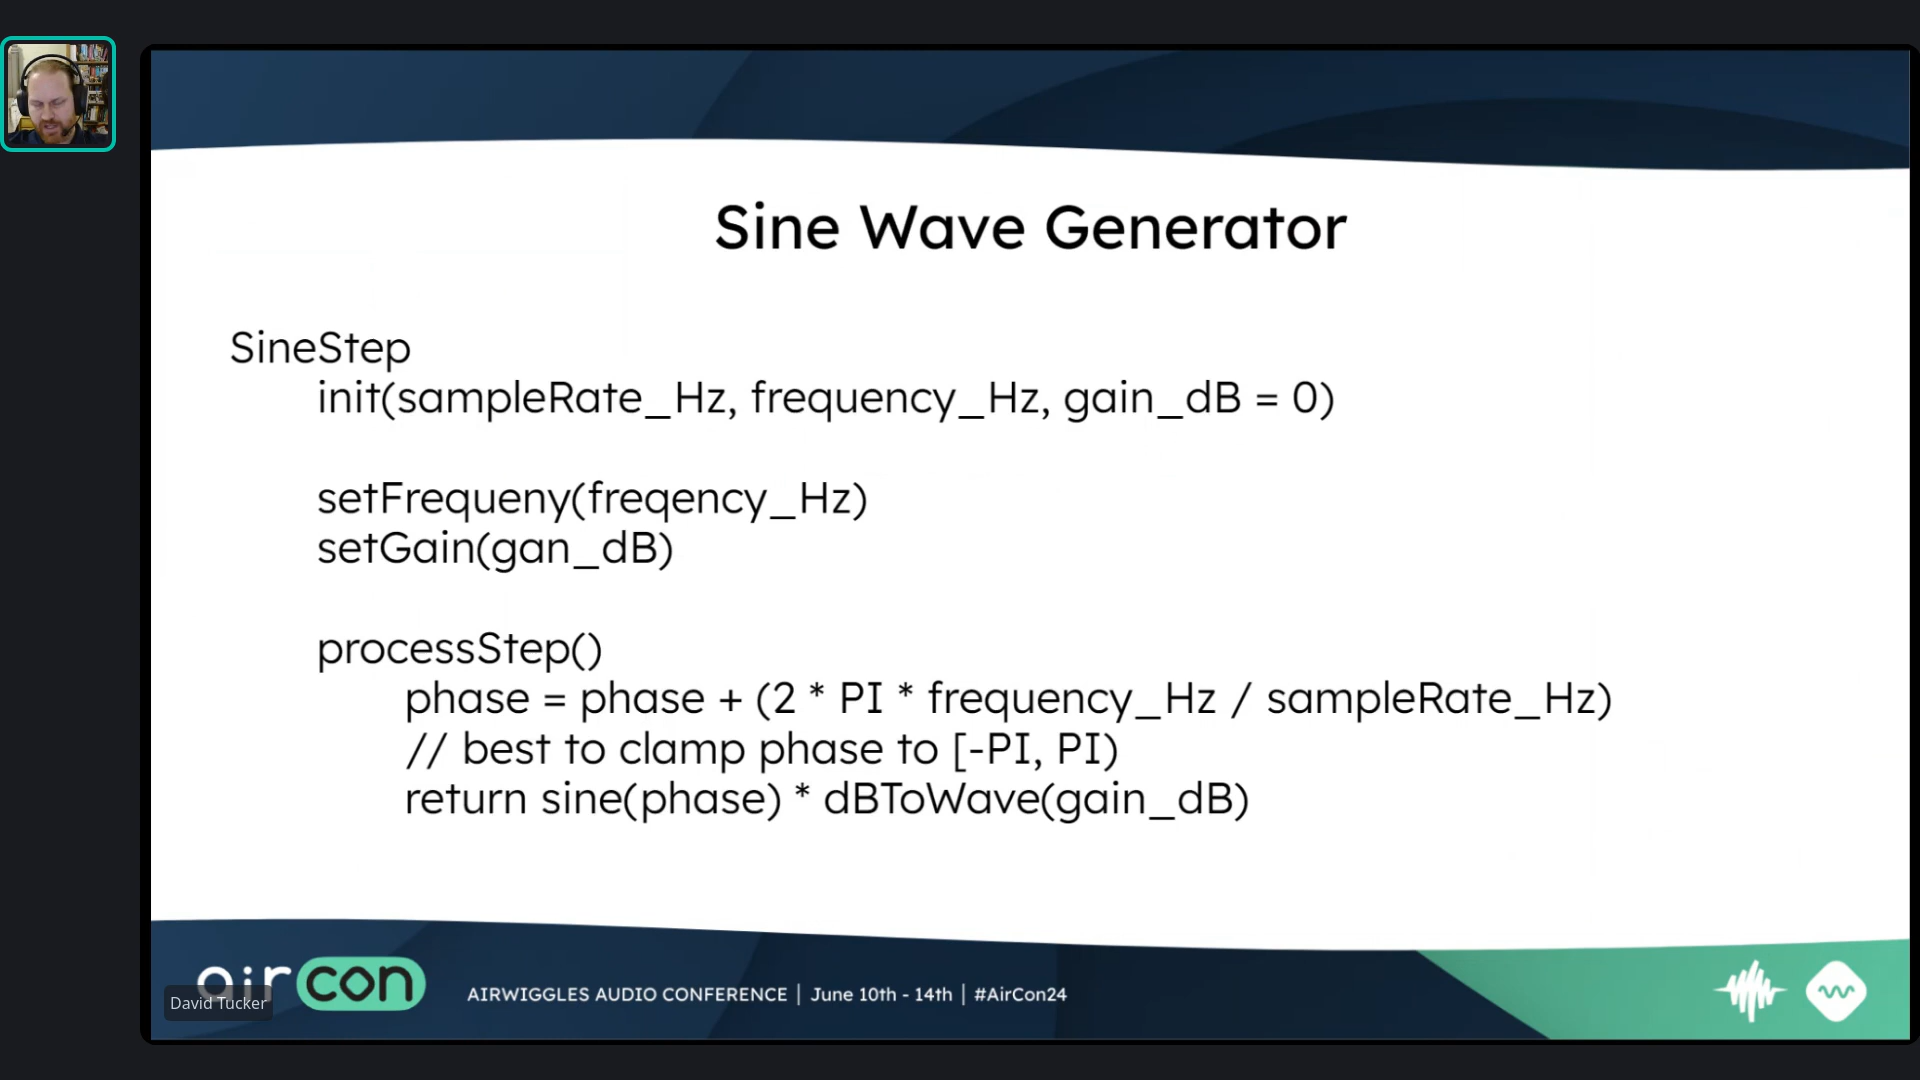 Sine Wave Generator
SineStep
init(sampleRate_Hz, frequency_Hz, gain_dB = 0)
setFrequeny(freqency_Hz)
setGain(gan_dB)
processStep()
phase = phase + (2 * PI * frequency_Hz / sampleRate_Hz)
// best to clamp phase to [-PI, PI)
return sine(phase) * dBToWave(gain_dB)
aircon
David Tucker
AIRWIGGLES AUDIO CONFERENCE | June 10th - 14th | #AirCon24